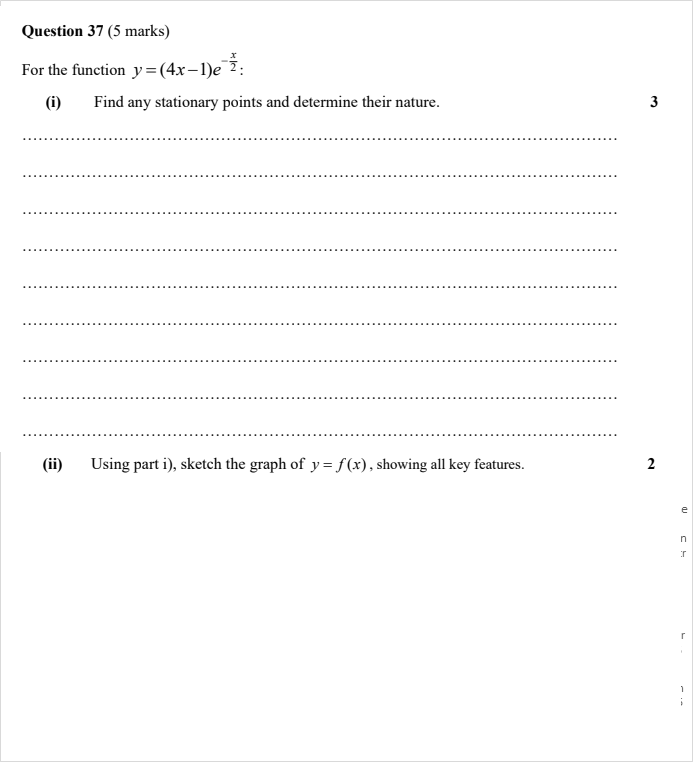 Question 37 (5 marks)
For the function y=(4x−1)e^{−x/2}:
(i) Find any stationary points and determine their nature. 3
(ii) Using part i), sketch the graph of y = f(x), showing all key features. 2
e
n
r
r